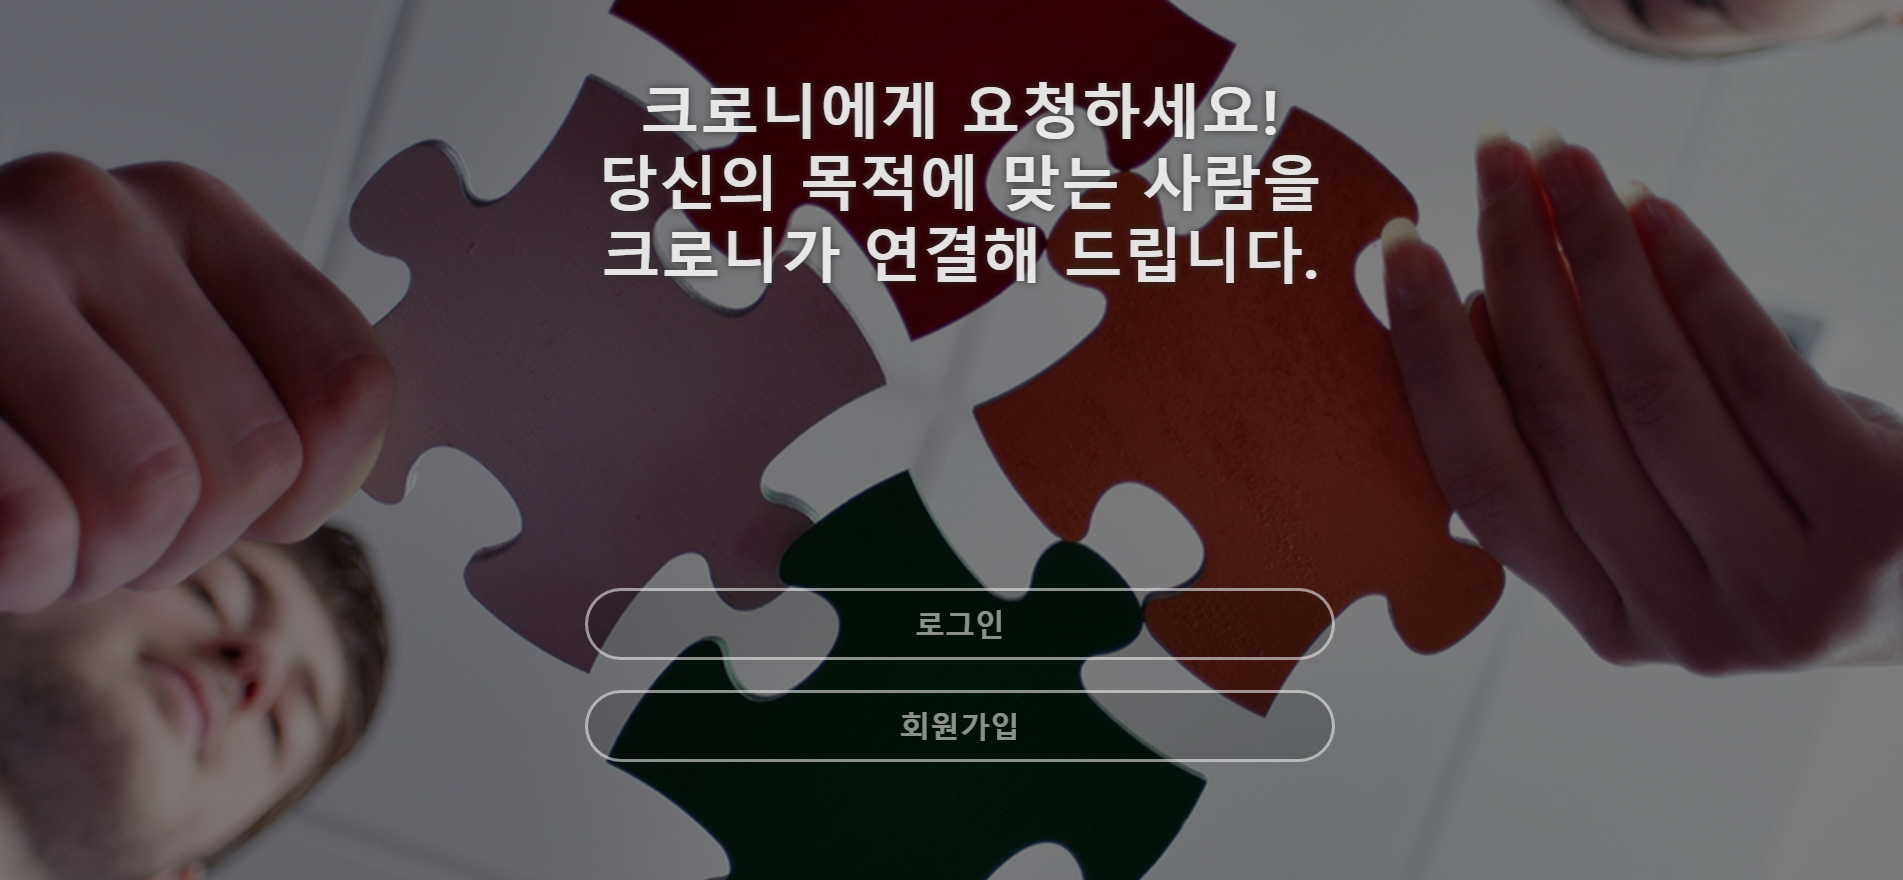 크로니에게 요청하세요!
당신의 목적에 맞는 사람을
크로니가 연결해 드립니다.
로그인
회원가입